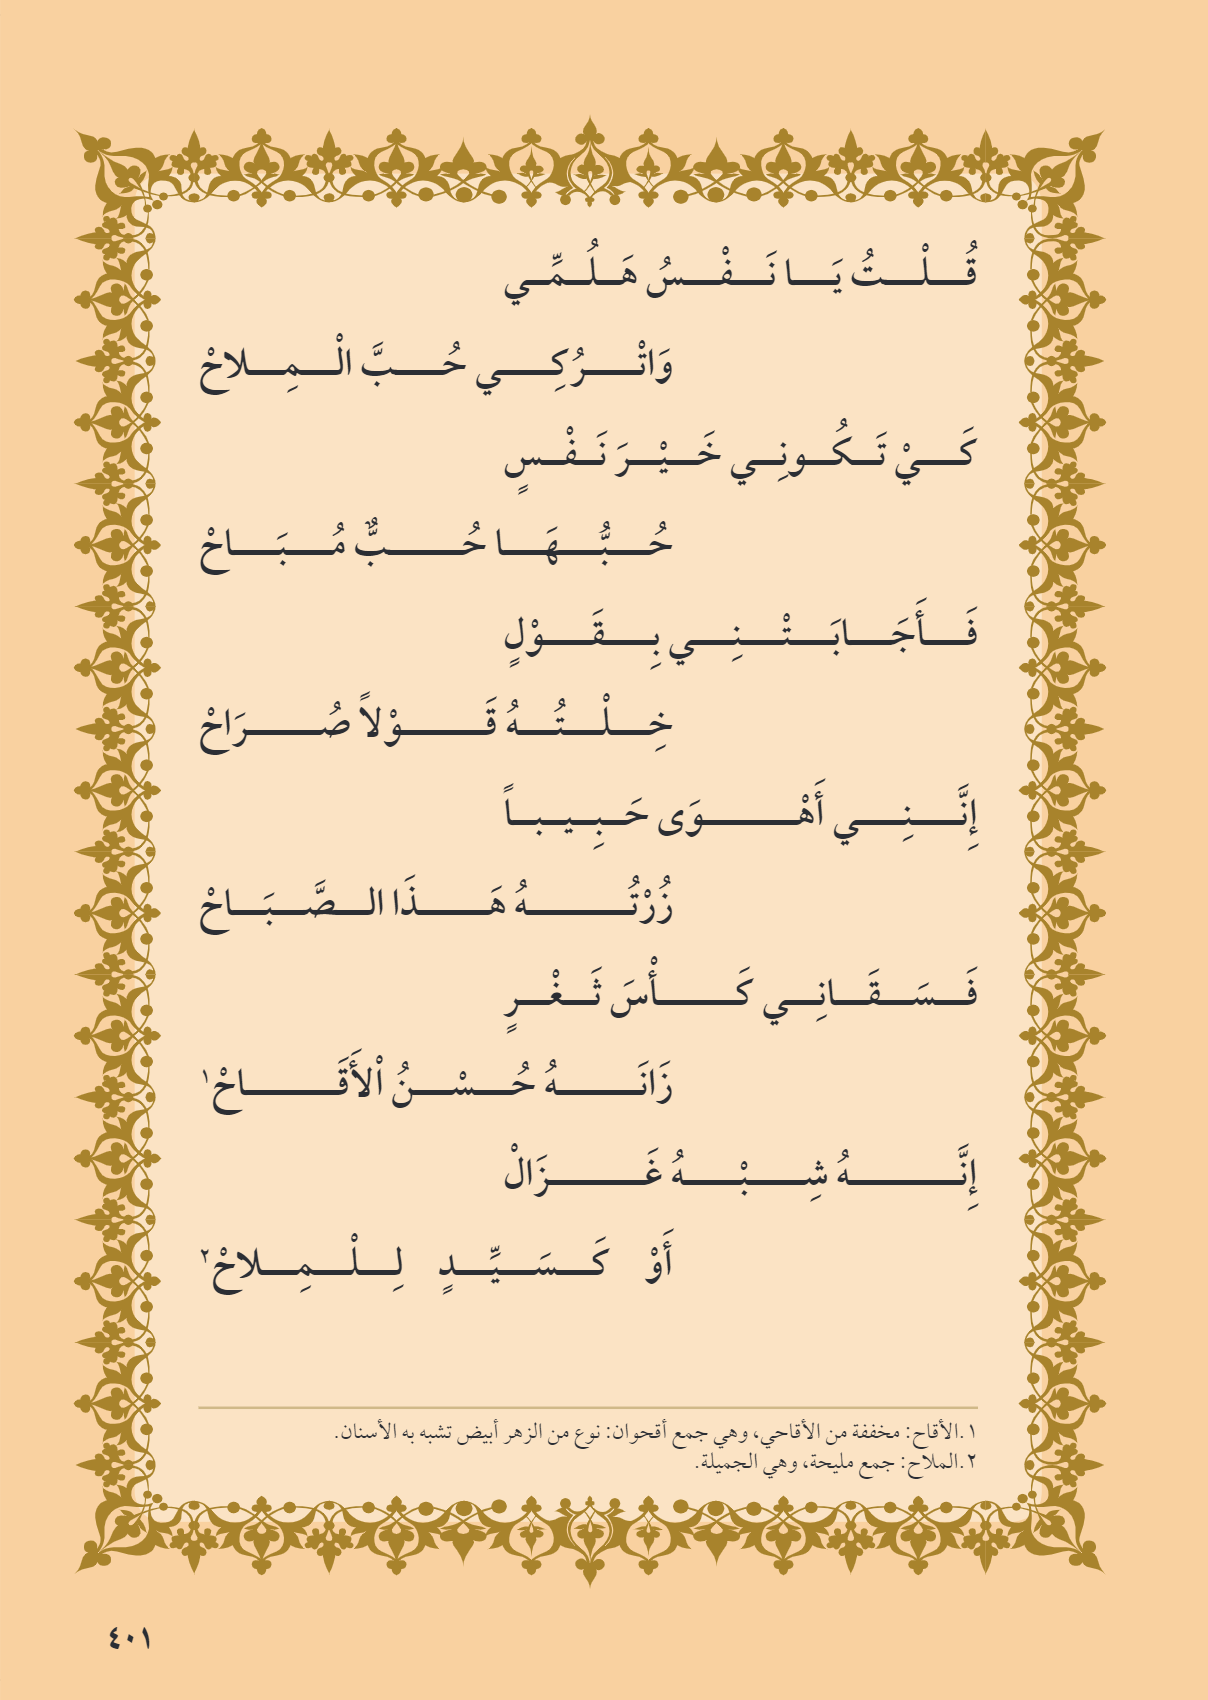 قُلْتُ يَا نَفْسُ هَلُمِّي
وَاتْرُكِي حُبَّ الْمِلاحْ
كَيْ تَكُونِي خَيْرَ نَفْسٍ
حُبُّهَا حُبٌّ مُبَاحْ
فَأَجَابَتْنِي بِقَوْلٍ
خِلْتُهُ قَوْلاً صُرَاحْ
إِنَّنِي أَهْوَى حَبِيباً
زُرْتُهُ هَذَا الصَّبَاحْ
فَسَقَانِي كَأْسَ ثَغْرٍ
زَانَهُ حُسْنُ اْلأَقَاحْ١
إِنَّهُ شِبْهُ غَزَالْ
أَوْ كَسَيِّدٍ لِلْمِلاحْ٢
١.الأقاح: مخففة من الأقاحي، وهي جمع أقحوان: نوع من الزهر أبيض تشبه به الأسنان.
٢.الملاح: جمع مليحة، وهي الجميلة.
٤٠١